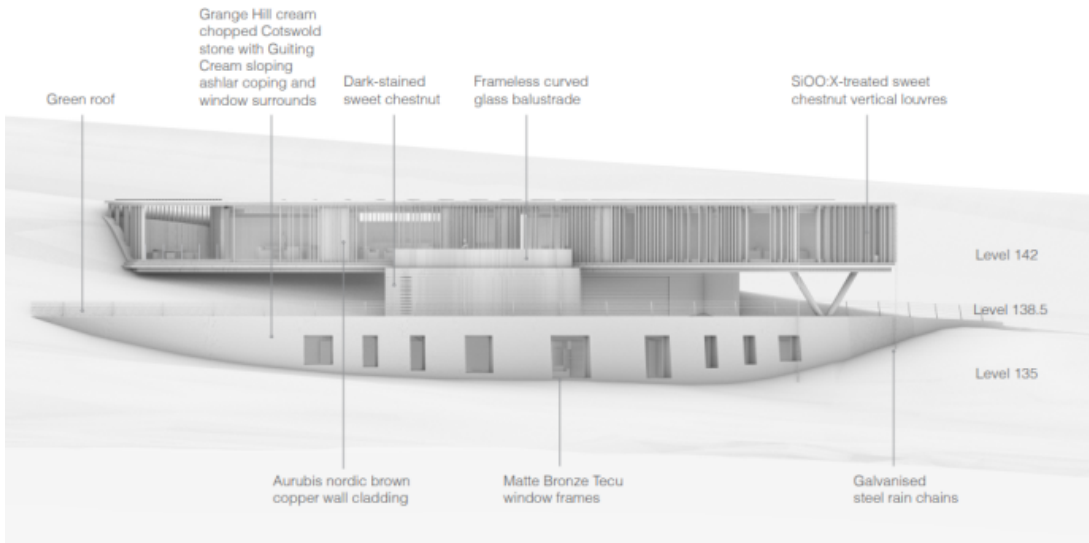 Grange Hill cream
chopped Cotswold
stone with Guiting
Cream sloping
ashlar coping and
window surrounds
Green roof
Dark-stained
sweet chestnut
Frameless curved
glass balustrade
SiOO:X-treated sweet
chestnut vertical louvres
Level 142
Level 138.5
Level 135
Aurubis nordic brown
copper wall cladding
Matte Bronze Tecu
window frames
Galvanised
steel rain chains